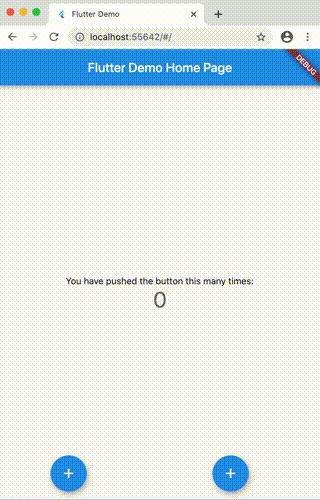 Flutter Demo
localhost:55642/#/
Flutter Demo Home Page
DEBUG
You have pushed the button this many times:
0